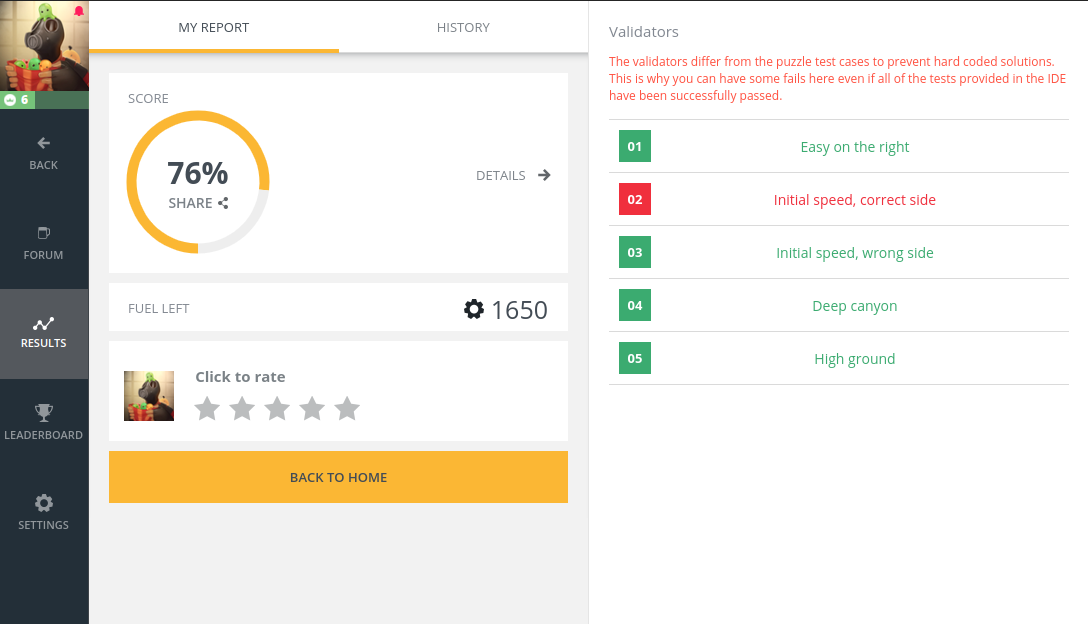 6
BACK
FORUM
RESULTS
LEADERBOARD
SETTINGS
MY REPORT
HISTORY
SCORE
76%
SHARE
DETAILS
FUEL LEFT
1650
Click to rate
BACK TO HOME
Validators
The validators differ from the puzzle test cases to prevent hard coded solutions.
This is why you can have some fails here even if all of the tests provided in the IDE
have been successfully passed.
01 Easy on the right
02 Initial speed, correct side
03 Initial speed, wrong side
04 Deep canyon
05 High ground